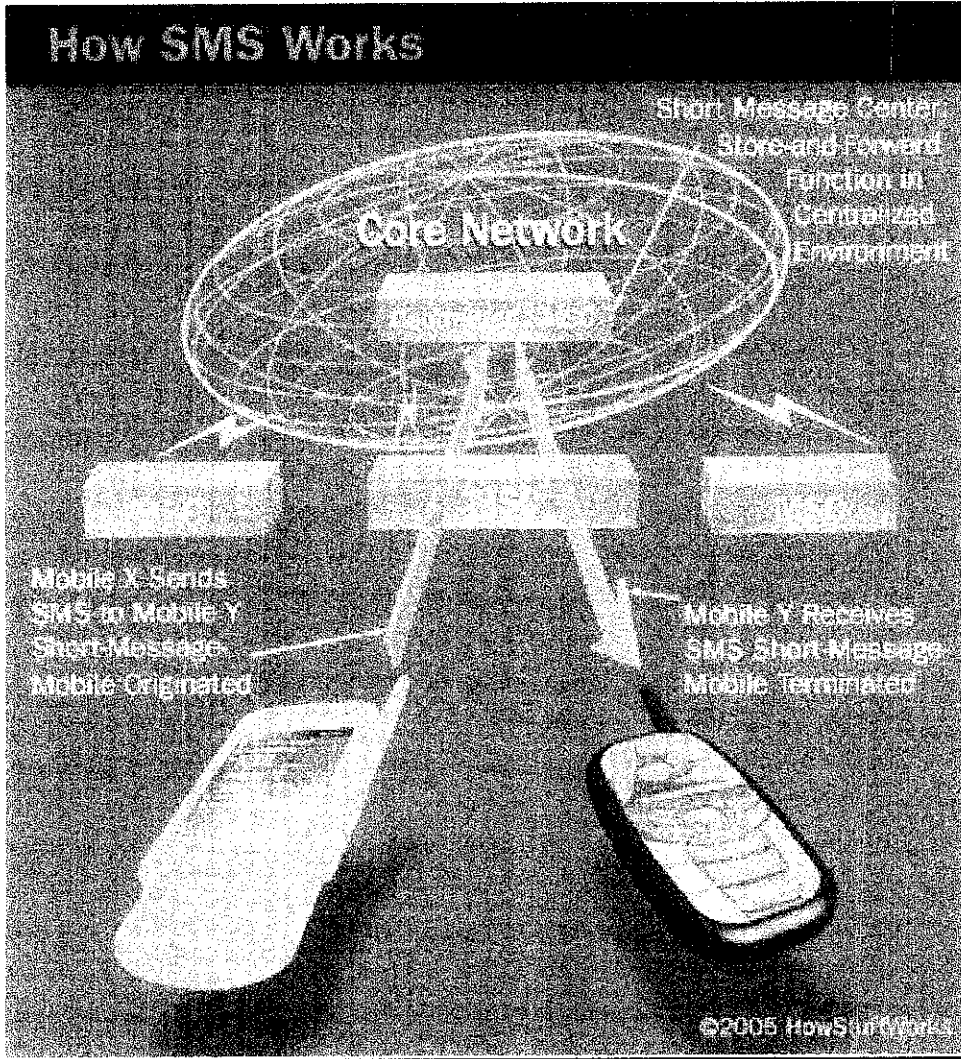 How SMS Works
Short Message Center:
Store-and-Forward
Function in
Centralized
Environment
Core Network
Mobile X Sends
SMS to Mobile Y
Short-Message-
Mobile Originated
Mobile Y Receives
SMS Short Message
Mobile Terminated
©2005 HowStuffWorks